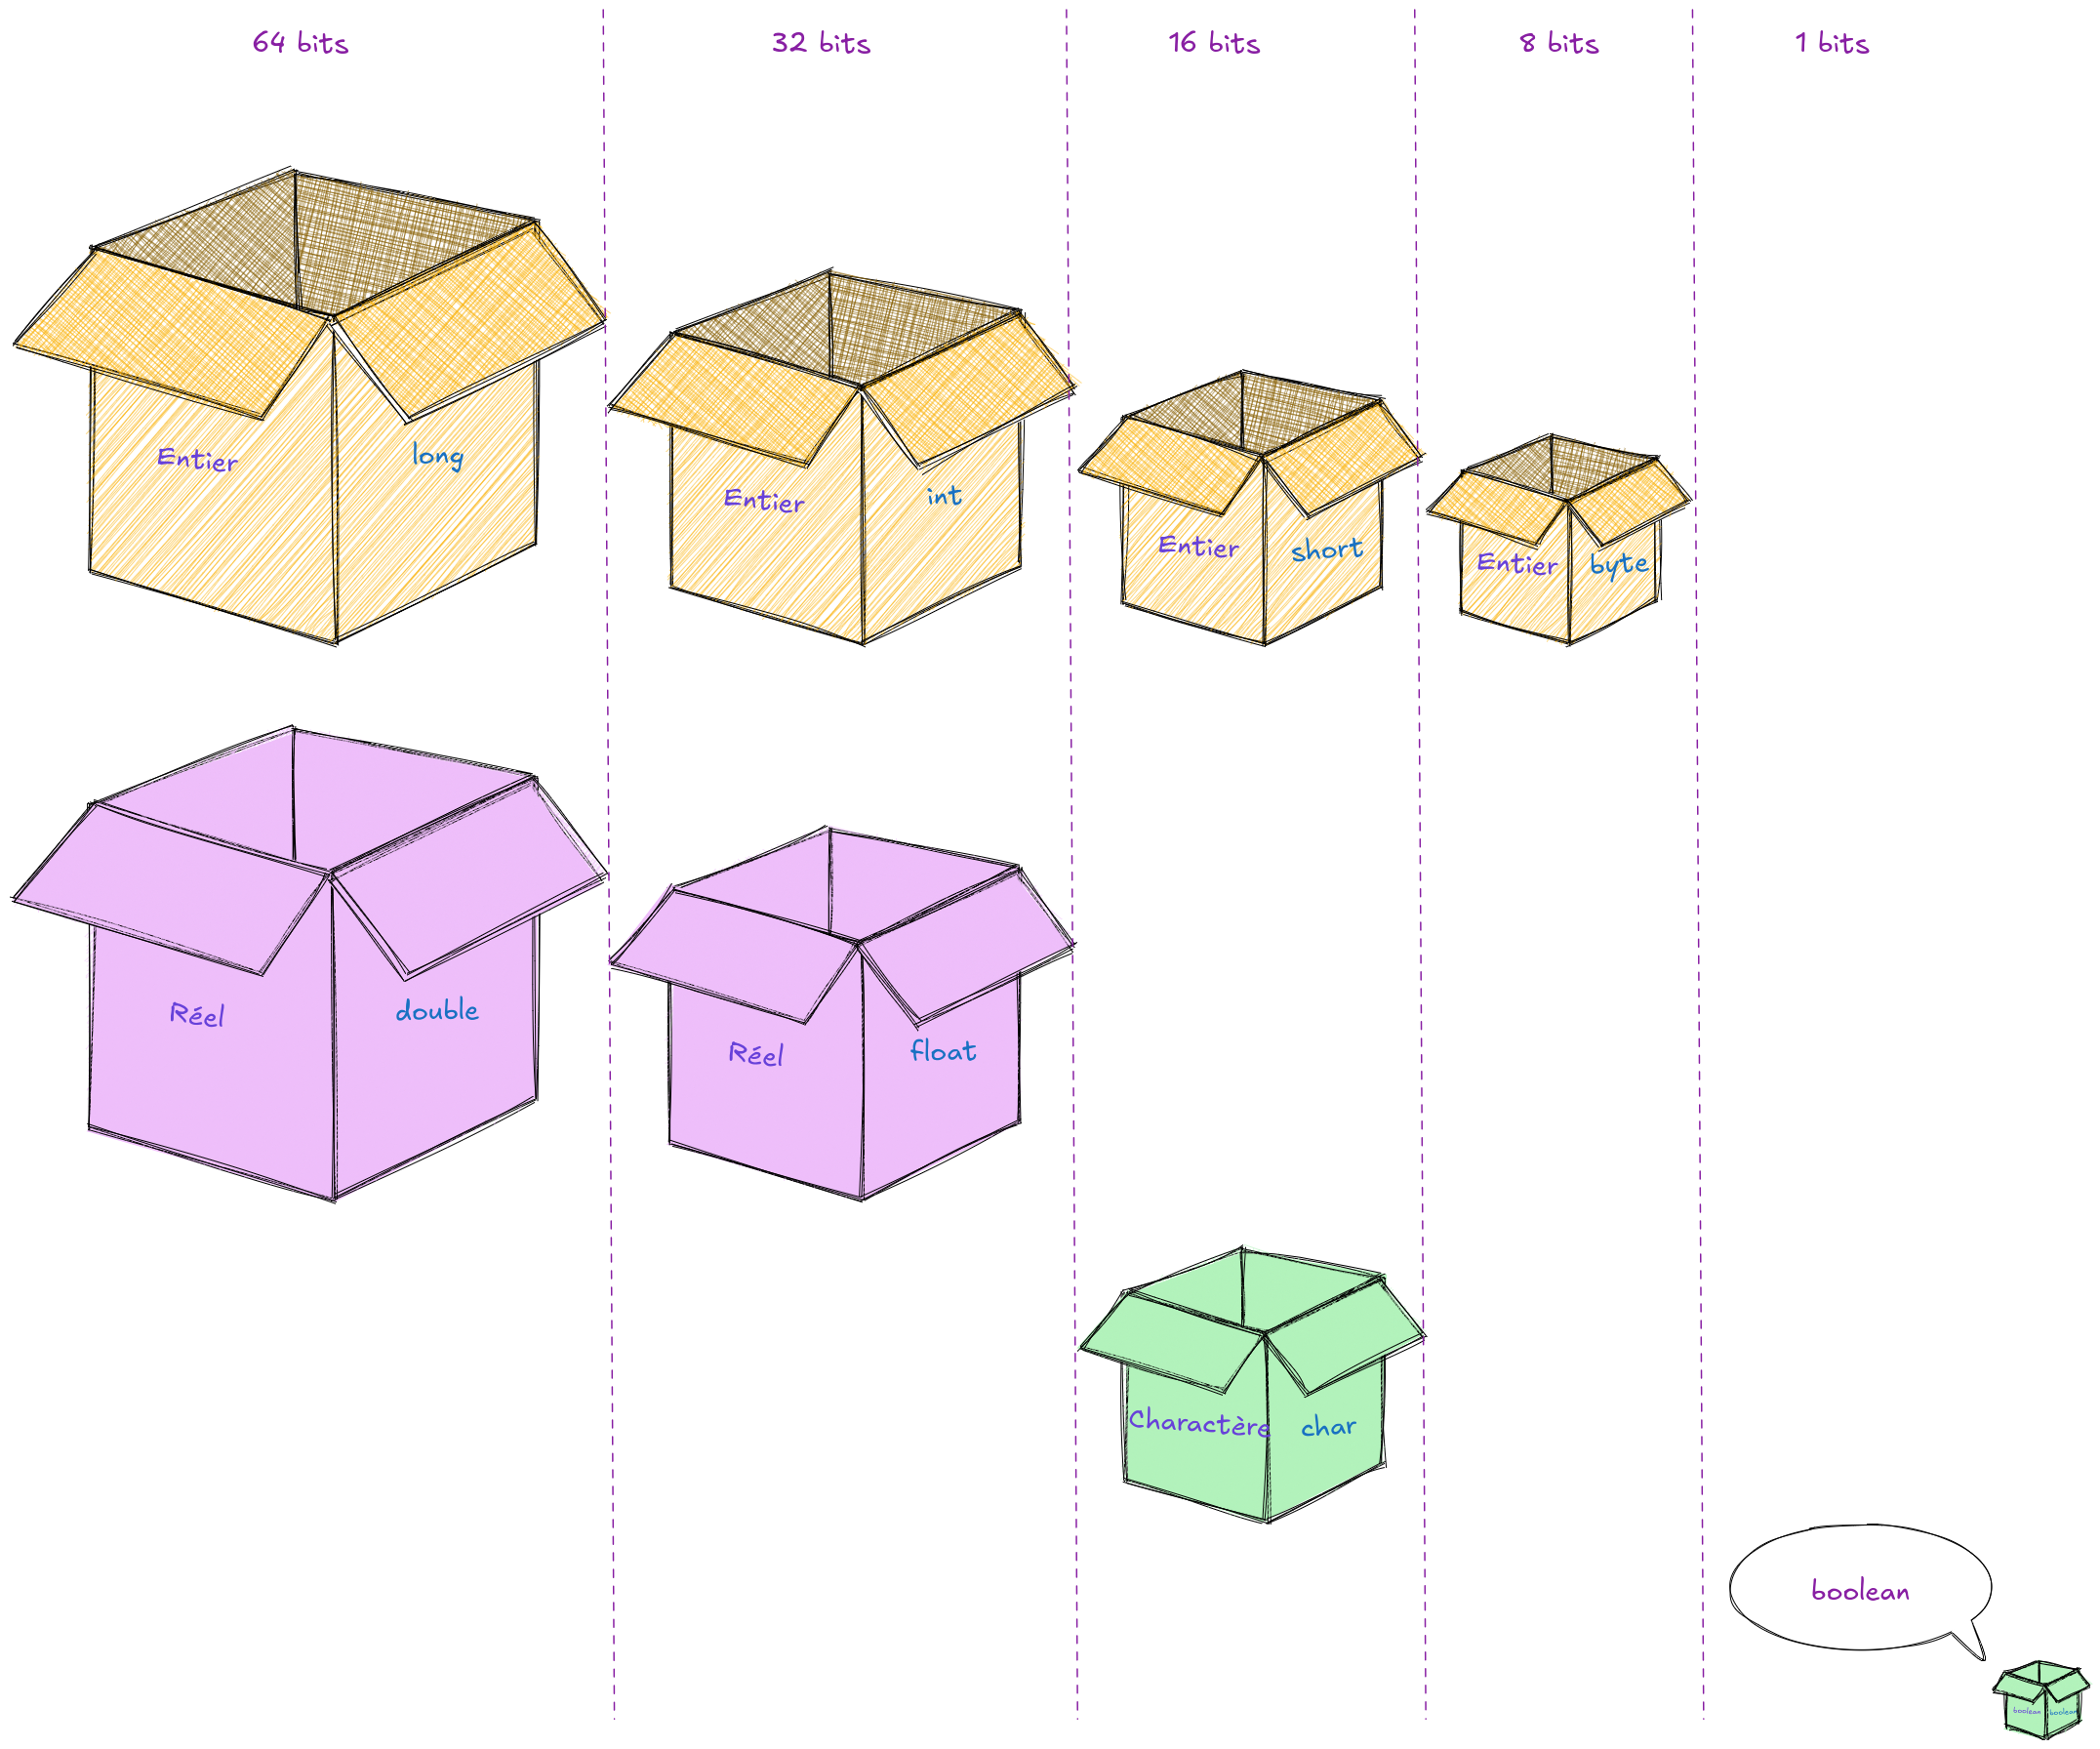 64 bits
32 bits
16 bits
8 bits
1 bits
Entier
long
Entier
int
Entier
short
Entier
byte
Réel
double
Réel
float
Charactère
char
boolean
boolean
boolean